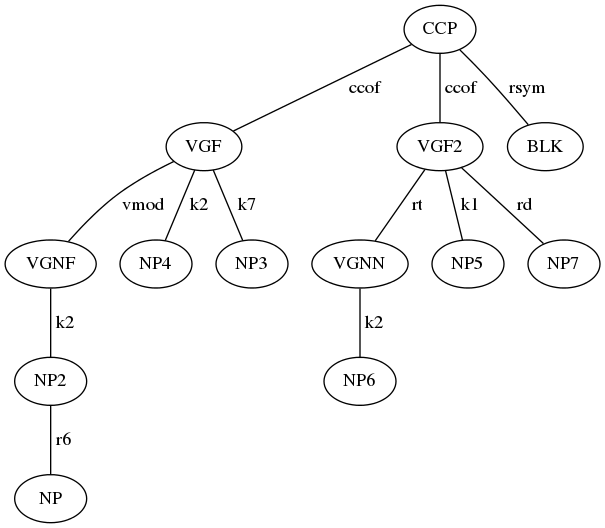 CCP
ccof ccof rsym
VGF VGF2 BLK
vmod k2 k7 rt k1 rd
VGNF NP4 NP3 VGNN NP5 NP7
k2 k2
NP2 NP6
r6
NP